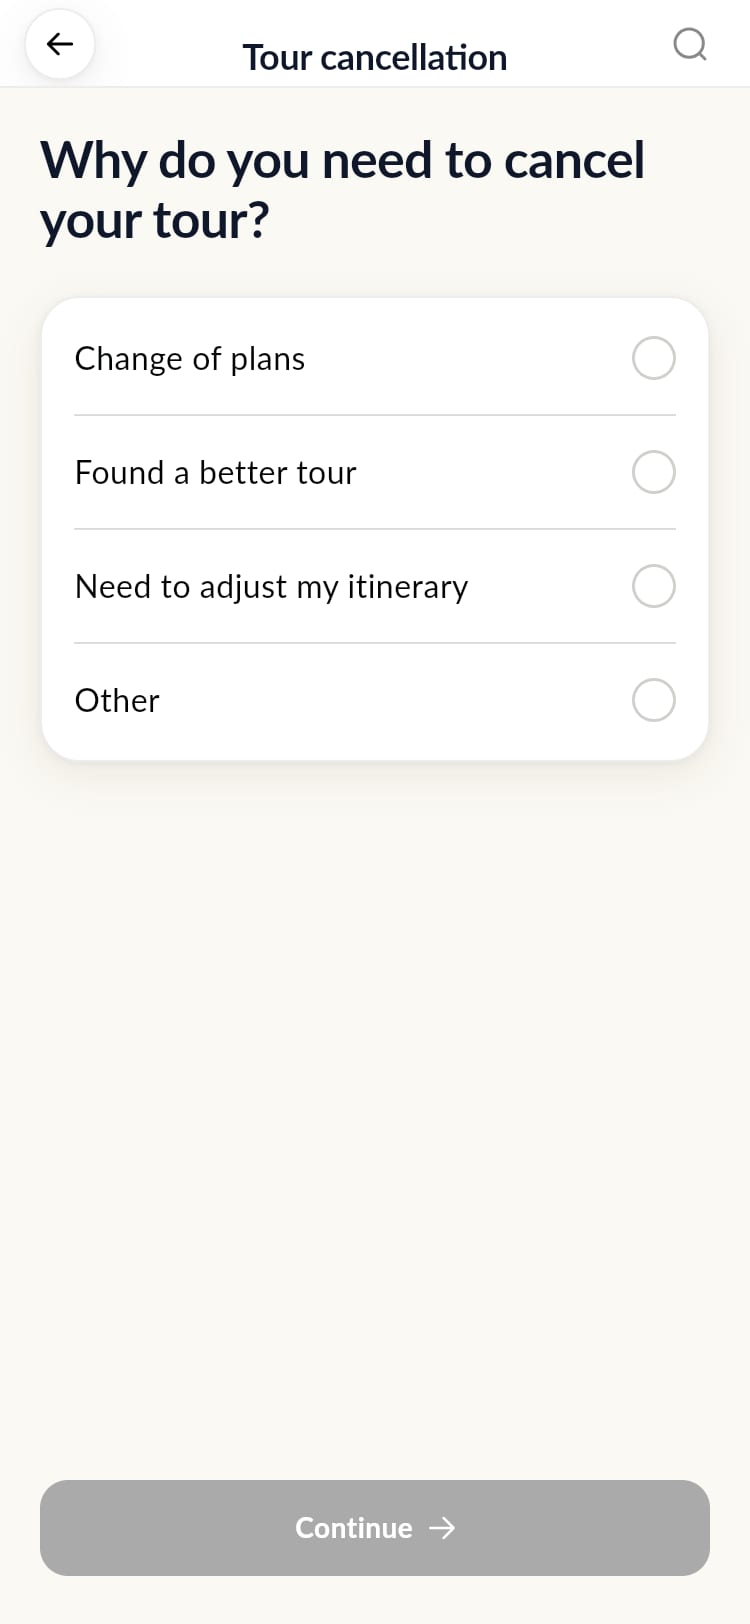 Tour cancellation
Why do you need to cancel
your tour?
Change of plans
Found a better tour
Need to adjust my itinerary
Other
Continue